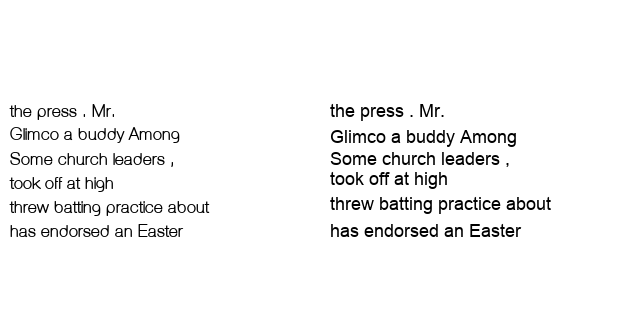 the press . Mr.
Glimco a buddy Among
Some church leaders ,
took off at high
threw batting practice about
has endorsed an Easter
the press . Mr.
Glimco a buddy Among
Some church leaders ,
took off at high
threw batting practice about
has endorsed an Easter